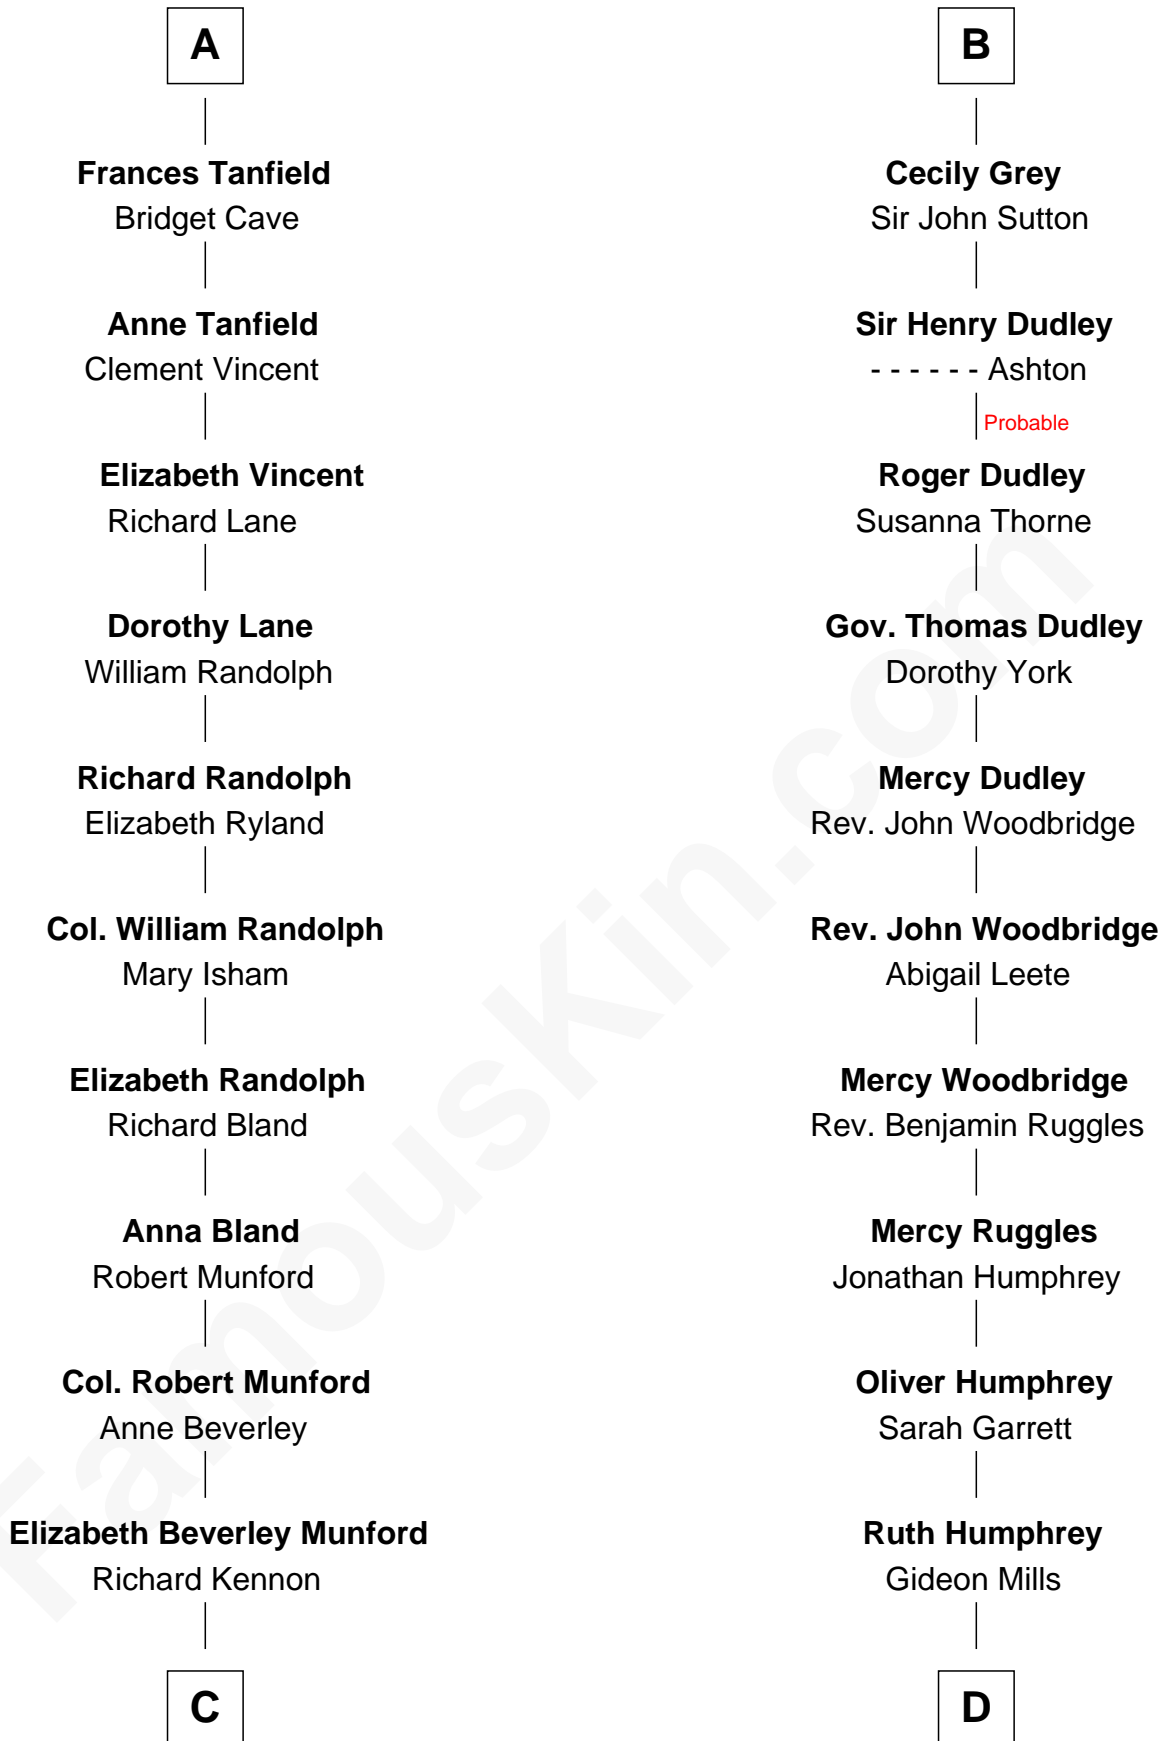 A
Frances Tanfield
Bridget Cave
Anne Tanfield
Clement Vincent
Elizabeth Vincent
Richard Lane
Dorothy Lane
William Randolph
Richard Randolph
Elizabeth Ryland
Col. William Randolph
Mary Isham
Elizabeth Randolph
Richard Bland
Anna Bland
Robert Munford
Col. Robert Munford
Anne Beverley
Elizabeth Beverley Munford
Richard Kennon
C
B
Cecily Grey
Sir John Sutton
Sir Henry Dudley
- - - - - - Ashton
Probable
Roger Dudley
Susanna Thorne
Gov. Thomas Dudley
Dorothy York
Mercy Dudley
Rev. John Woodbridge
Rev. John Woodbridge
Abigail Leete
Mercy Woodbridge
Rev. Benjamin Ruggles
Mercy Ruggles
Jonathan Humphrey
Oliver Humphrey
Sarah Garrett
Ruth Humphrey
Gideon Mills
D
FamousKin.com